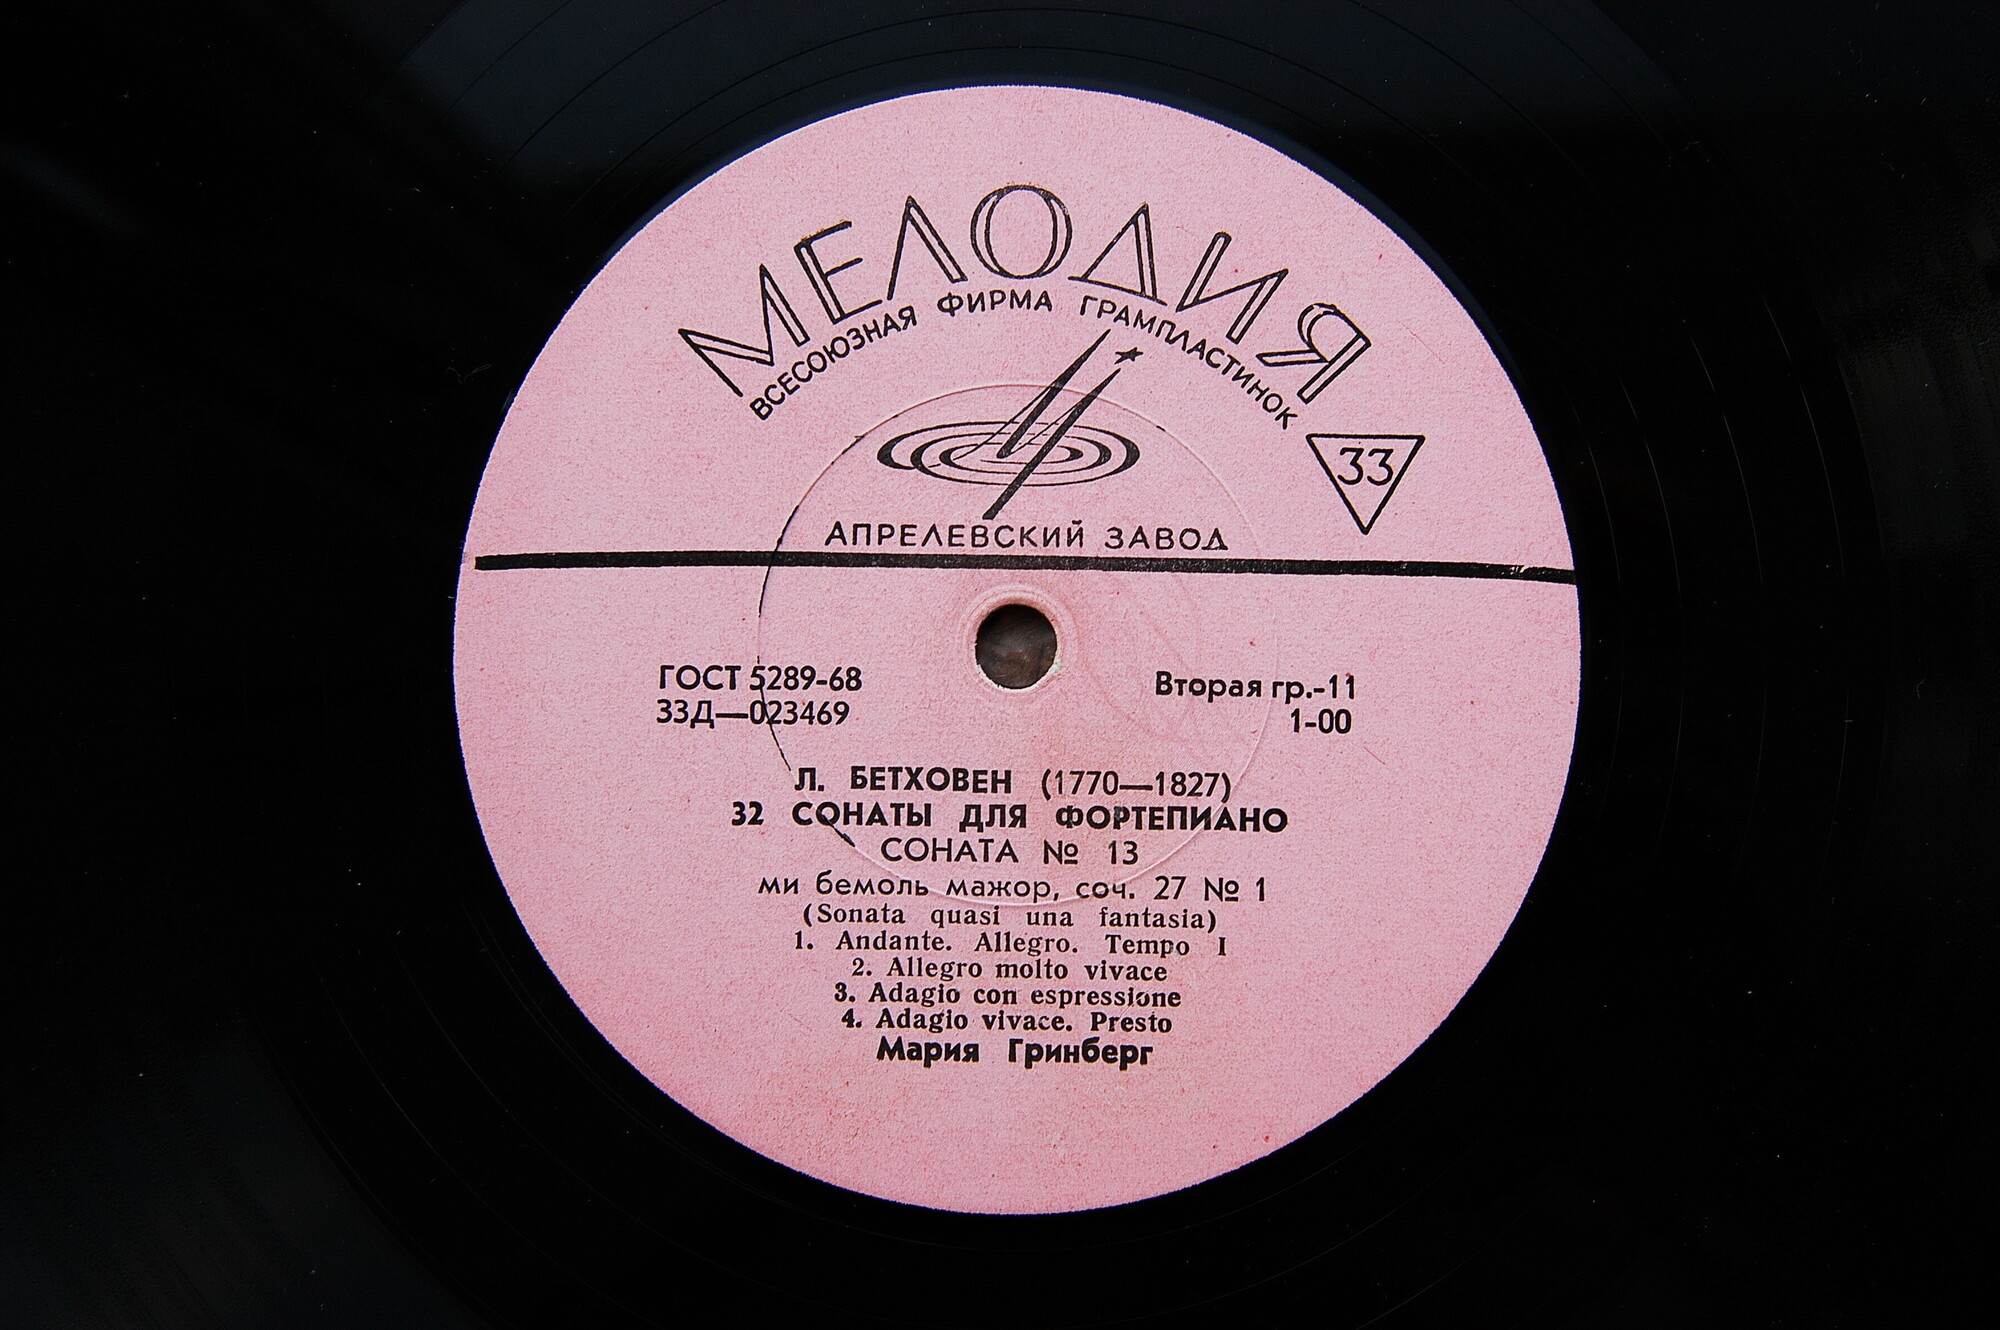 МЕЛОДИЯ
ВСЕСОЮЗНАЯ ФИРМА ГРАМПЛАСТИНОК
33
АПРЕЛЕВСКИЙ ЗАВОД
ГОСТ 5289-68
33Д—023469
Вторая гр.-11
1-00
Л. БЕТХОВЕН (1770—1827)
32 СОНАТЫ ДЛЯ ФОРТЕПИАНО
СОНАТА № 13
ми бемоль мажор, соч. 27 № 1
(Sonata quasi una fantasia)
1. Andante. Allegro. Tempo I
2. Allegro molto vivace
3. Adagio con espressione
4. Adagio vivace. Presto
Мария Гринберг